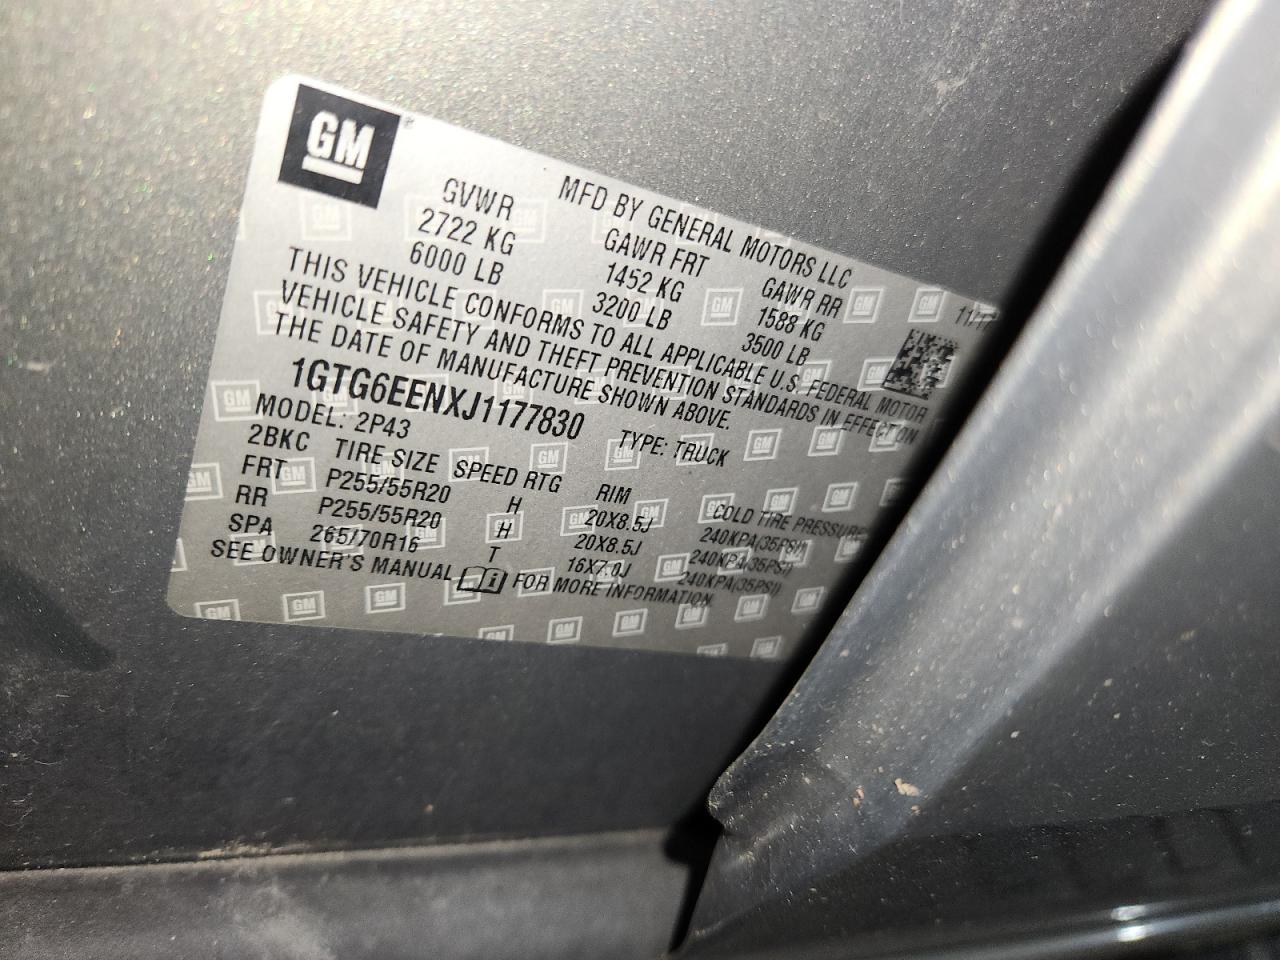 GM
MFD BY GENERAL MOTORS LLC
11/17
GVWR GAWR FRT GAWR RR
2722 KG 1452 KG 1588 KG
6000 LB 3200 LB 3500 LB
THIS VEHICLE CONFORMS TO ALL APPLICABLE U.S. FEDERAL MOTOR
VEHICLE SAFETY AND THEFT PREVENTION STANDARDS IN EFFECT ON
THE DATE OF MANUFACTURE SHOWN ABOVE.
1GTG6EENXJ1177830 TYPE: TRUCK
MODEL: 2P43
2BKC TIRE SIZE SPEED RTG RIM COLD TIRE PRESSURE
FRT P255/55R20 H 20X8.5J 240KPA(35PSI)
RR P255/55R20 H 20X8.5J 240KPA(35PSI)
SPA 265/70R16 T 16X7.0J 240KPA(35PSI)
SEE OWNER'S MANUAL i FOR MORE INFORMATION